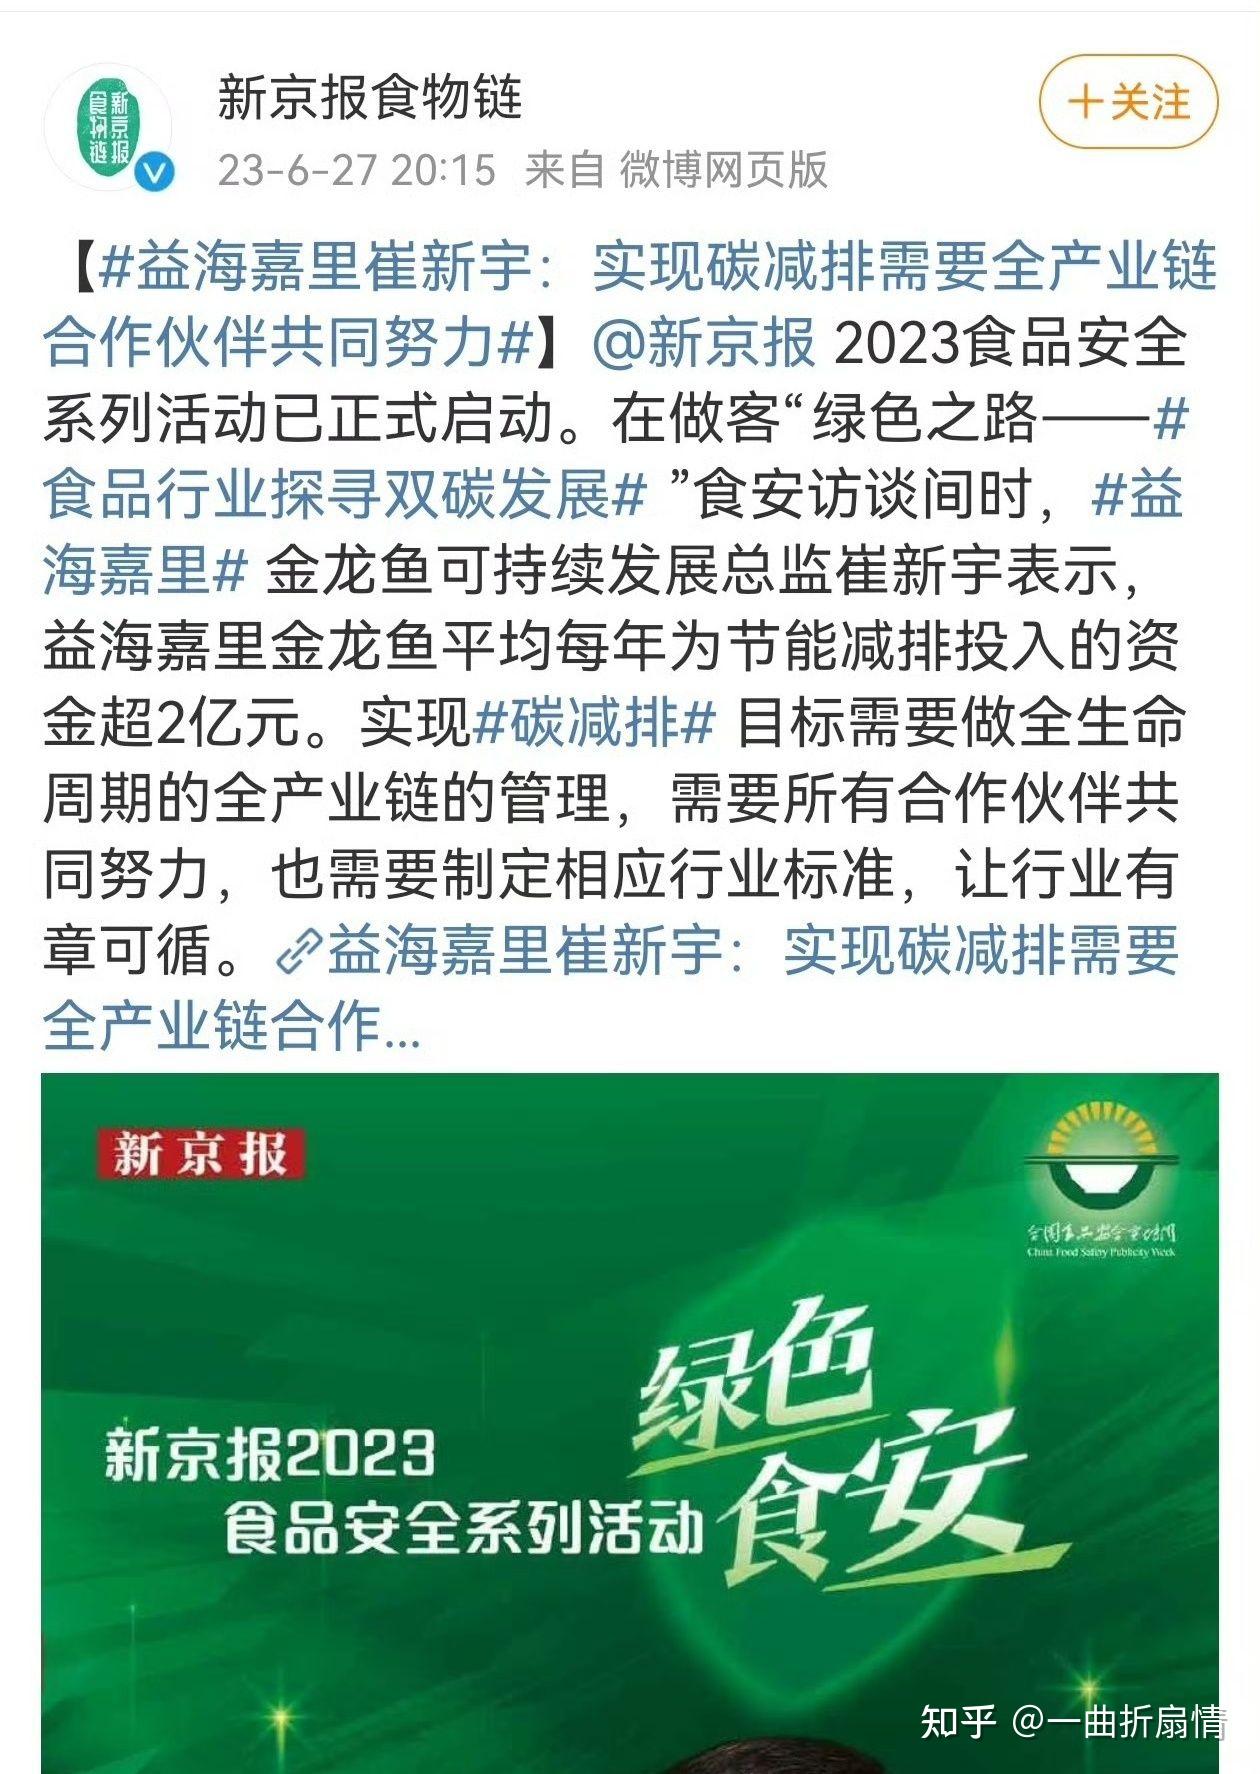 新京报食物链
新京报
食物链
23-6-27 20:15 来自 微博网页版
+关注
【#益海嘉里崔新宇：实现碳减排需要全产业链
合作伙伴共同努力#】@新京报 2023食品安全
系列活动已正式启动。在做客“绿色之路——#
食品行业探寻双碳发展# ”食安访谈间时，#益
海嘉里# 金龙鱼可持续发展总监崔新宇表示，
益海嘉里金龙鱼平均每年为节能减排投入的资
金超2亿元。实现#碳减排# 目标需要做全生命
周期的全产业链的管理，需要所有合作伙伴共
同努力，也需要制定相应行业标准，让行业有
章可循。益海嘉里崔新宇：实现碳减排需要
全产业链合作...
新京报
全国食品安全宣传周
China Food Safety Publicity Week
绿色
食安
新京报2023
食品安全系列活动
知乎 @一曲折扇情